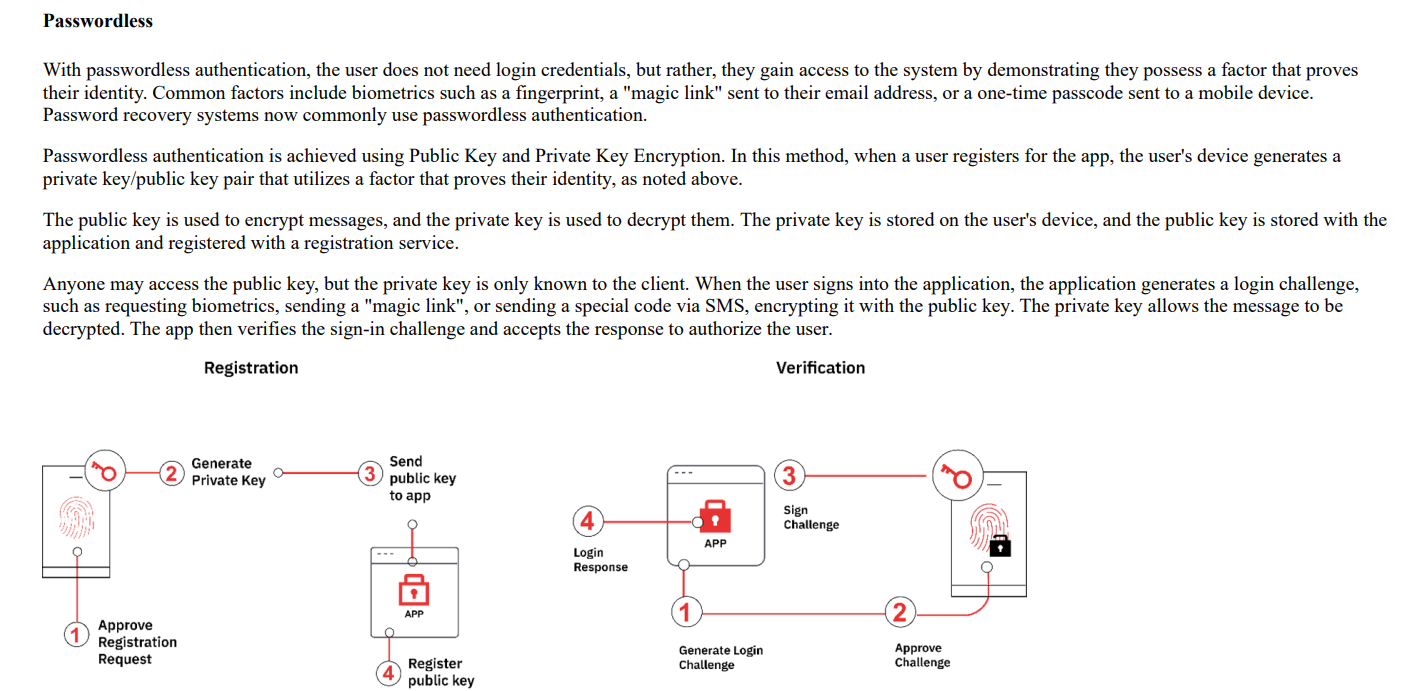 Passwordless
With passwordless authentication, the user does not need login credentials, but rather, they gain access to the system by demonstrating they possess a factor that proves
their identity. Common factors include biometrics such as a fingerprint, a "magic link" sent to their email address, or a one-time passcode sent to a mobile device.
Password recovery systems now commonly use passwordless authentication.
Passwordless authentication is achieved using Public Key and Private Key Encryption. In this method, when a user registers for the app, the user's device generates a
private key/public key pair that utilizes a factor that proves their identity, as noted above.
The public key is used to encrypt messages, and the private key is used to decrypt them. The private key is stored on the user's device, and the public key is stored with the
application and registered with a registration service.
Anyone may access the public key, but the private key is only known to the client. When the user signs into the application, the application generates a login challenge,
such as requesting biometrics, sending a "magic link", or sending a special code via SMS, encrypting it with the public key. The private key allows the message to be
decrypted. The app then verifies the sign-in challenge and accepts the response to authorize the user.
Registration
1
Approve
Registration
Request
2
Generate
Private Key
3
Send
public key
to app
APP
4
Register
public key
Verification
APP
1
Generate Login
Challenge
2
Approve
Challenge
3
Sign
Challenge
4
Login
Response